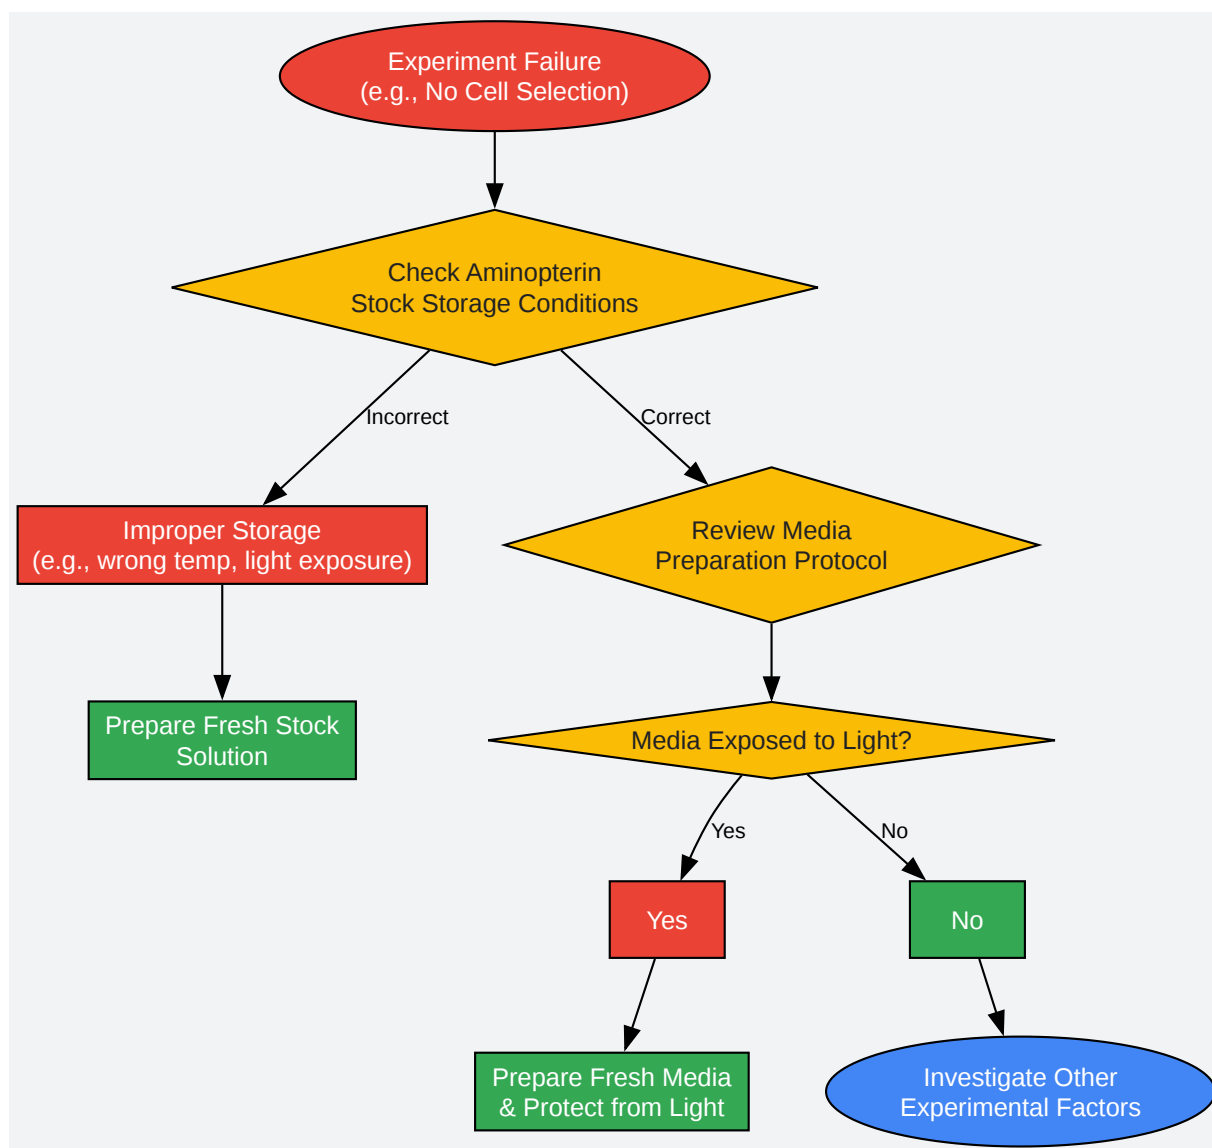 Experiment Failure
(e.g., No Cell Selection)
Check Aminopterin
Stock Storage Conditions
Incorrect
Correct
Improper Storage
(e.g., wrong temp, light exposure)
Review Media
Preparation Protocol
Prepare Fresh Stock
Solution
Media Exposed to Light?
Yes
No
Yes
No
Prepare Fresh Media
& Protect from Light
Investigate Other
Experimental Factors